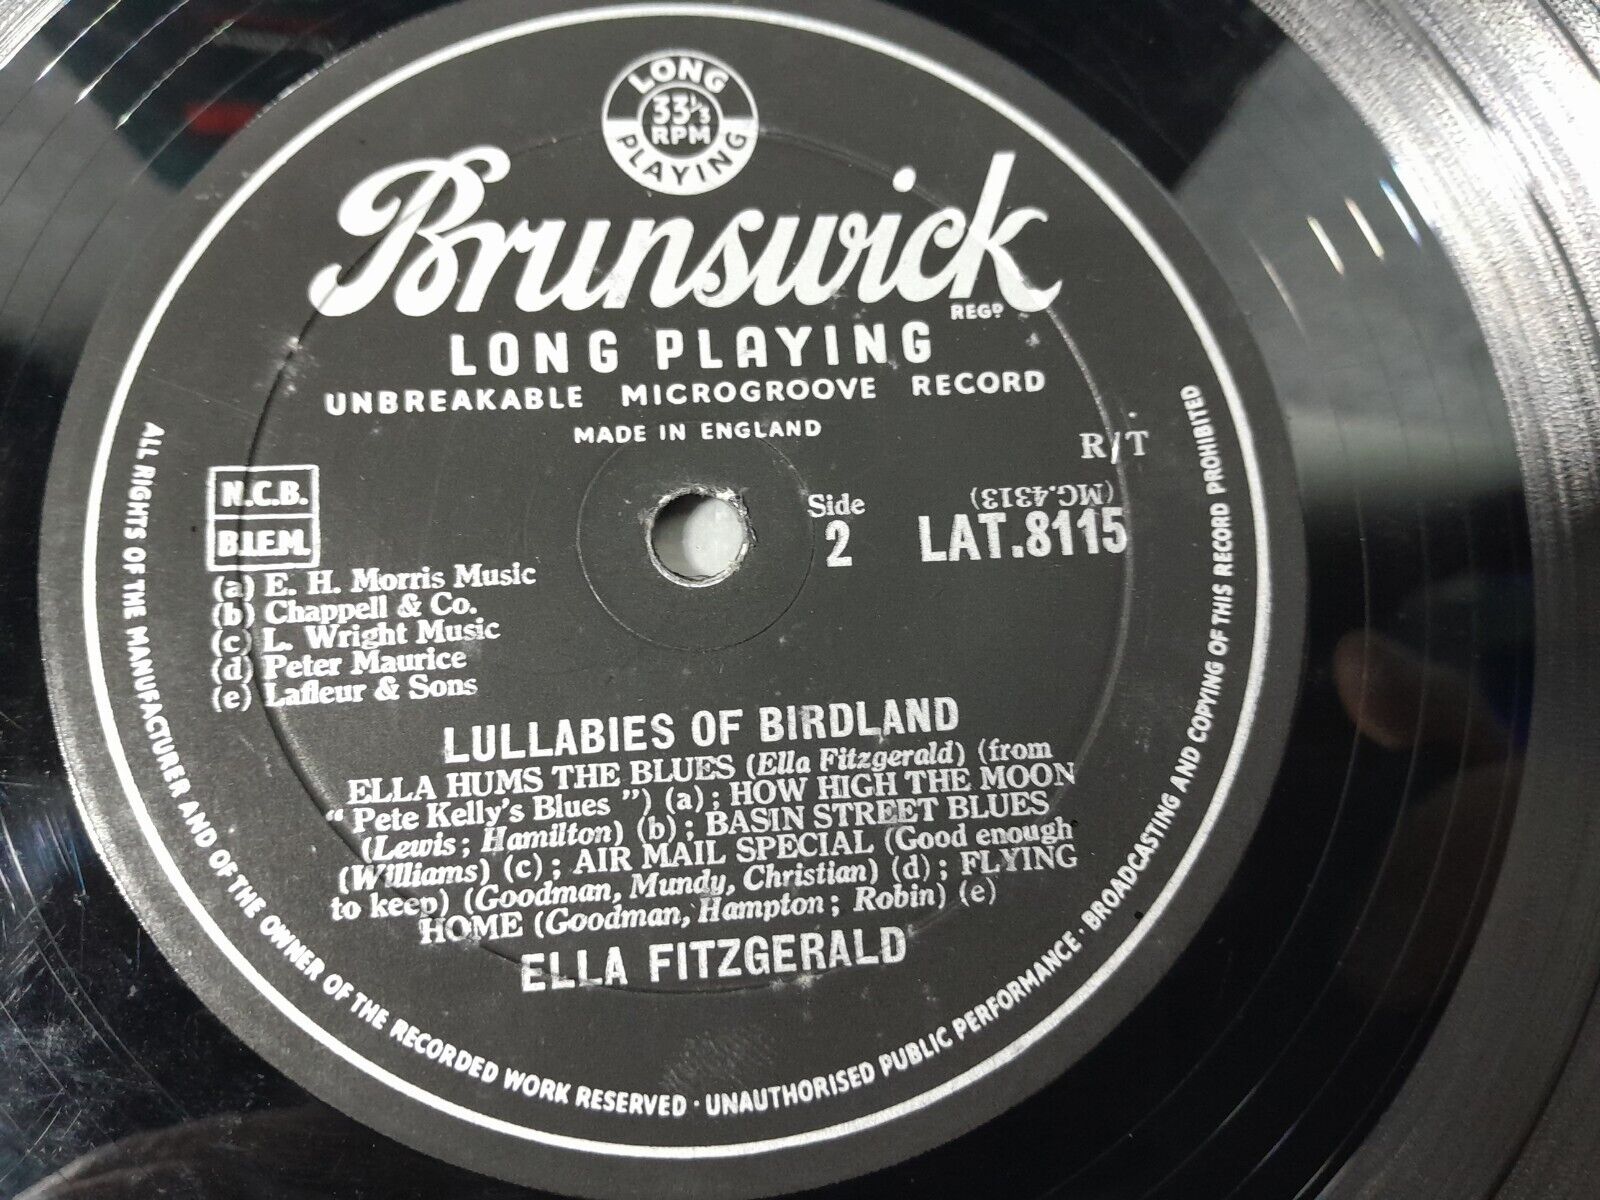 LONG
33⅓
RPM
PLAYING
Brunswick
REGD
LONG PLAYING
UNBREAKABLE MICROGROOVE RECORD
MADE IN ENGLAND
R/T
N.C.B.
B.I.E.M.
Side
2
(MG.4313)
LAT.8115
(a) E. H. Morris Music
(b) Chappell & Co.
(c) L. Wright Music
(d) Peter Maurice
(e) Lafleur & Sons
LULLABIES OF BIRDLAND
ELLA HUMS THE BLUES (Ella Fitzgerald) (from
“ Pete Kelly's Blues ”) (a) ; HOW HIGH THE MOON
(Lewis ; Hamilton) (b) ; BASIN STREET BLUES
(Williams) (c) ; AIR MAIL SPECIAL (Good enough
to keep) (Goodman, Mundy, Christian) (d) ; FLYING
HOME (Goodman, Hampton ; Robin) (e)
ELLA FITZGERALD
ALL RIGHTS OF THE MANUFACTURER AND OF THE OWNER OF THE RECORDED WORK RESERVED · UNAUTHORISED PUBLIC PERFORMANCE · BROADCASTING AND COPYING OF THIS RECORD PROHIBITED